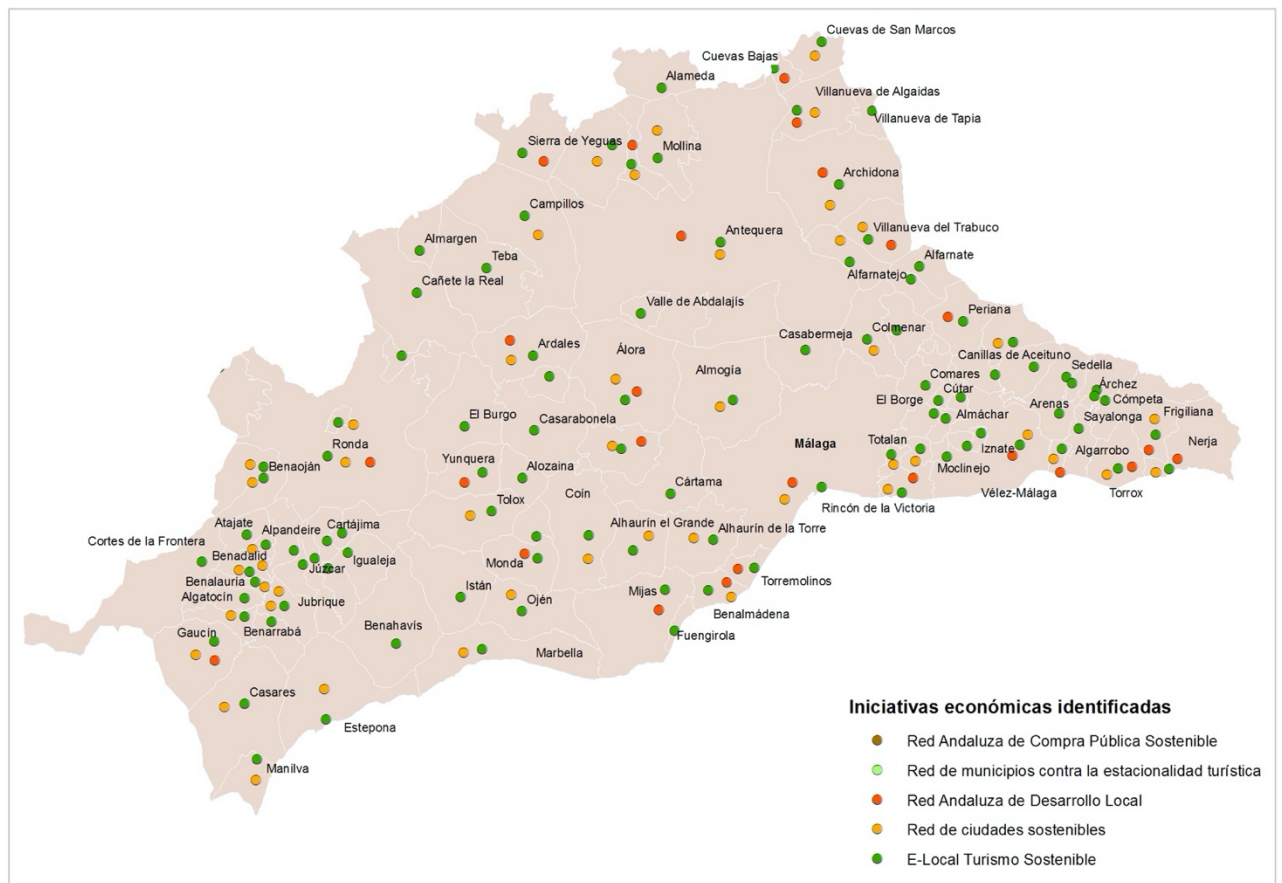 Cuevas de San Marcos
Cuevas Bajas
Alameda
Villanueva de Algaidas
Villanueva de Tapia
Sierra de Yeguas
Mollina
Archidona
Campillos
Villanueva del Trabuco
Antequera
Almargen
Teba
Alfarnate
Alfarnatejo
Cañete la Real
Valle de Abdalajís
Periana
Casabermeja
Colmenar
Ardales
Álora
Canillas de Aceituno
Sedella
Almogía
Comares
Árchez
Cútar
El Borge
Cómpeta
Arenas
Frigiliana
El Burgo
Casarabonela
Almáchar
Sayalonga
Ronda
Málaga
Totalan
Iznate
Algarrobo
Nerja
Benaoján
Yunquera
Alozaina
Moclinejo
Cártama
Coín
Vélez-Málaga
Torrox
Tolox
Rincón de la Victoria
Atajate
Alpandeire
Cartájima
Alhaurín el Grande
Alhaurín de la Torre
Cortes de la Frontera
Benadalid
Igualeja
Júzcar
Monda
Benalauría
Torremolinos
Istán
Mijas
Algatocín
Jubrique
Ojén
Benalmádena
Gaucín
Benarrabá
Benahavís
Fuengirola
Marbella
Casares
Estepona
Manilva
Iniciativas económicas identificadas
Red Andaluza de Compra Pública Sostenible
Red de municipios contra la estacionalidad turística
Red Andaluza de Desarrollo Local
Red de ciudades sostenibles
E-Local Turismo Sostenible